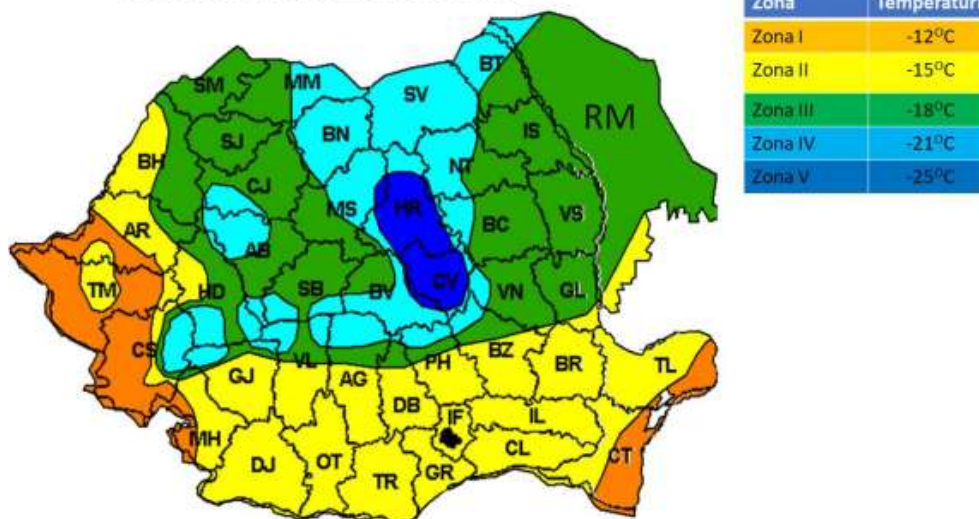 Zona Temperatur
Zona I -12°C
Zona II -15°C
Zona III -18°C
Zona IV -21°C
Zona V -25°C
SM MM BT
SV
BN IS RM
SJ
BH NT
CJ
MS HR BC VS
AR AB
TM HD SB BV CV VN GL
CS
GJ VL AG PH BZ BR TL
DB IF IL
MH CT
DJ OT TR GR CL